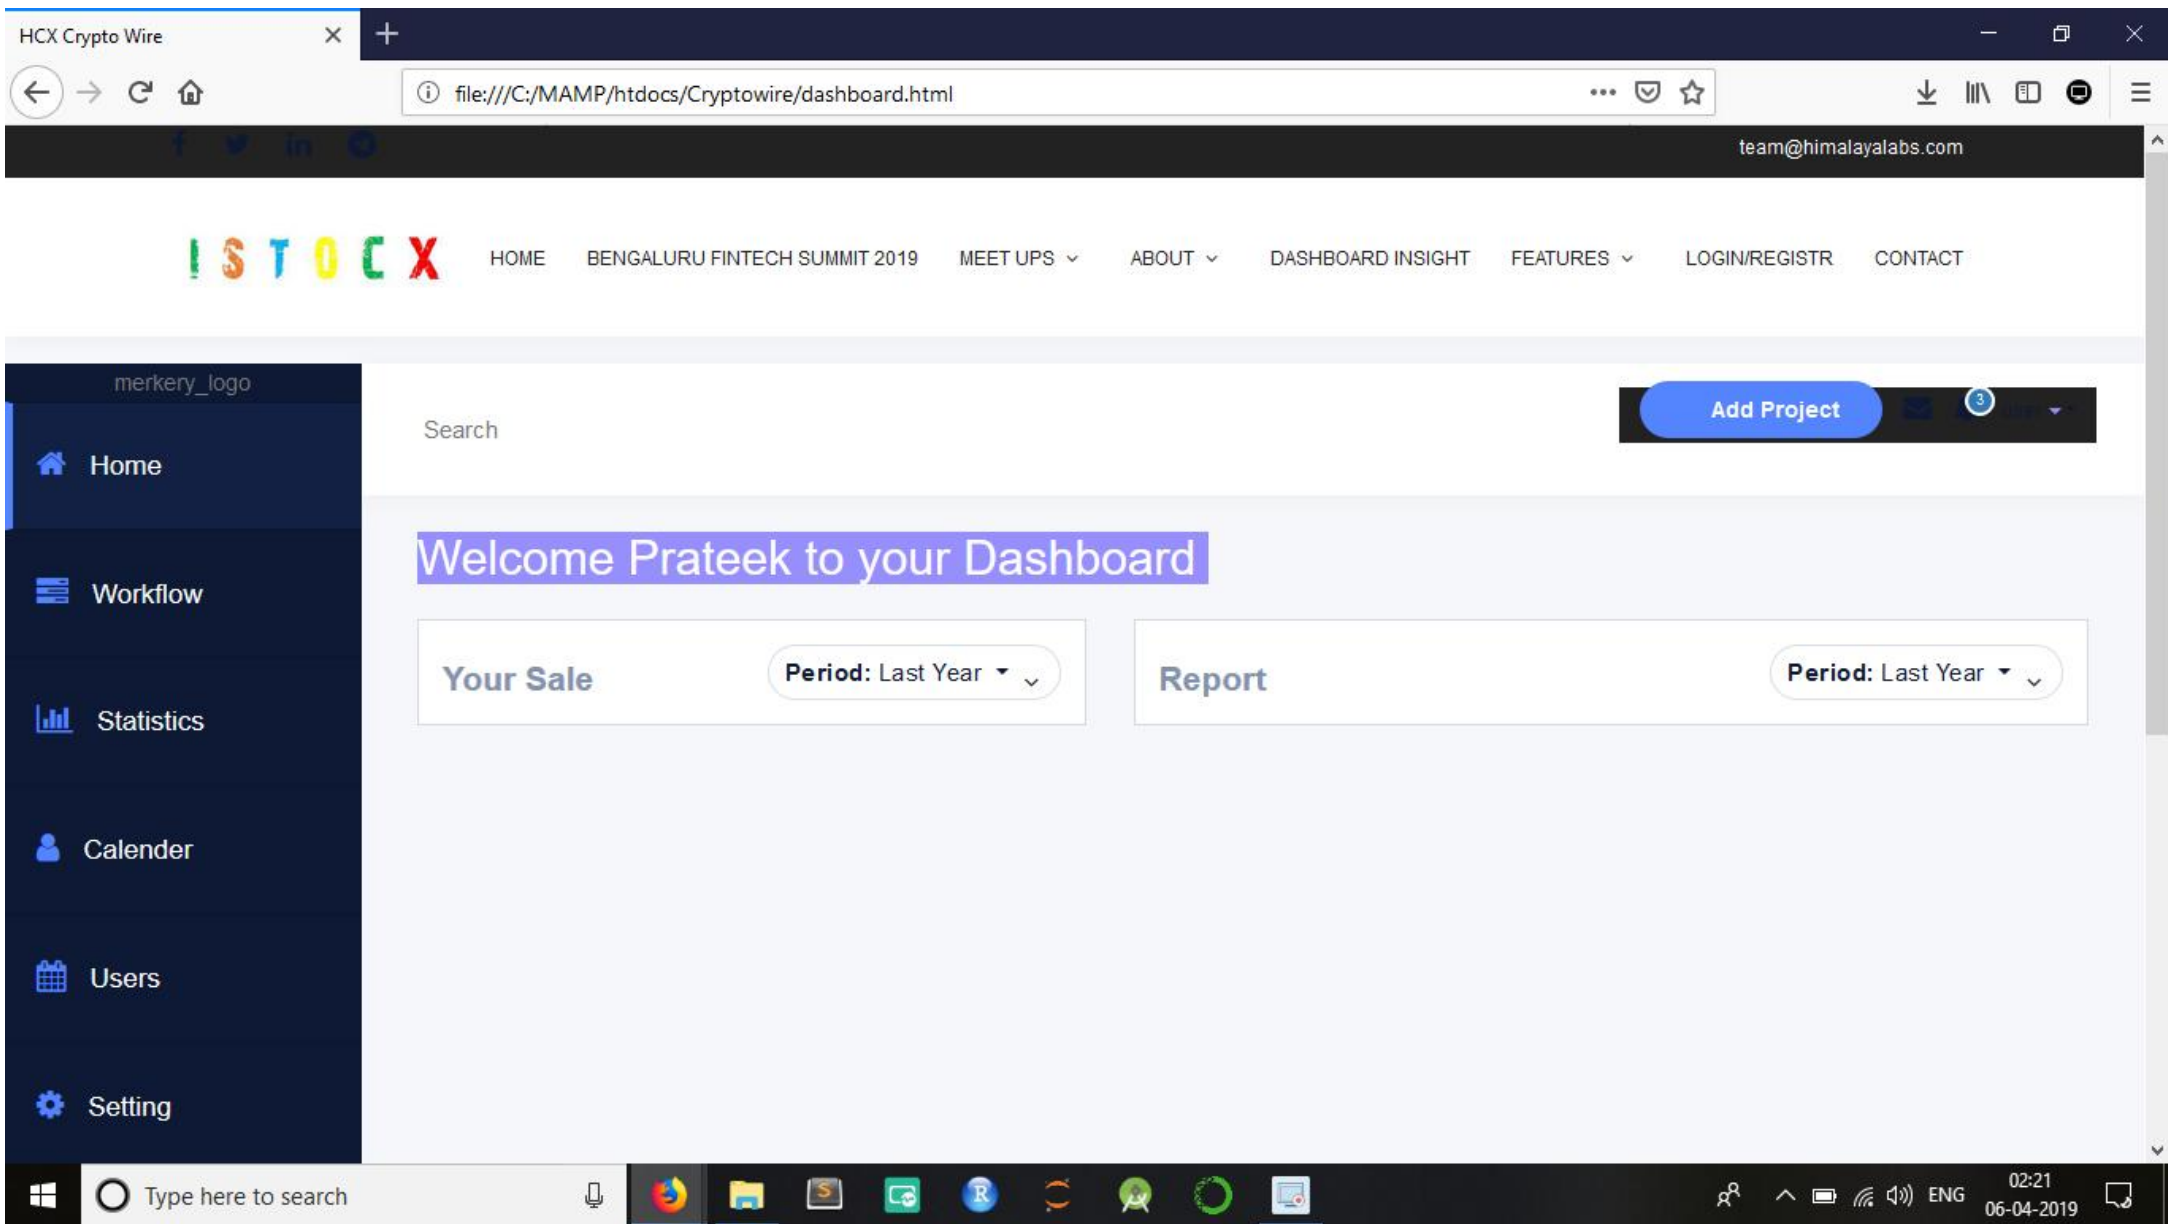 HCX Crypto Wire
file:///C:/MAMP/htdocs/Cryptowire/dashboard.html
team@himalayalabs.com
ISTOCX HOME BENGALURU FINTECH SUMMIT 2019 MEET UPS ABOUT DASHBOARD INSIGHT FEATURES LOGIN/REGISTR CONTACT
merkery_logo
Search
Add Project
3
Home
Welcome Prateek to your Dashboard
Workflow
Your Sale Period: Last Year
Report Period: Last Year
Statistics
Calender
Users
Setting
Type here to search
ENG
02:21
06-04-2019